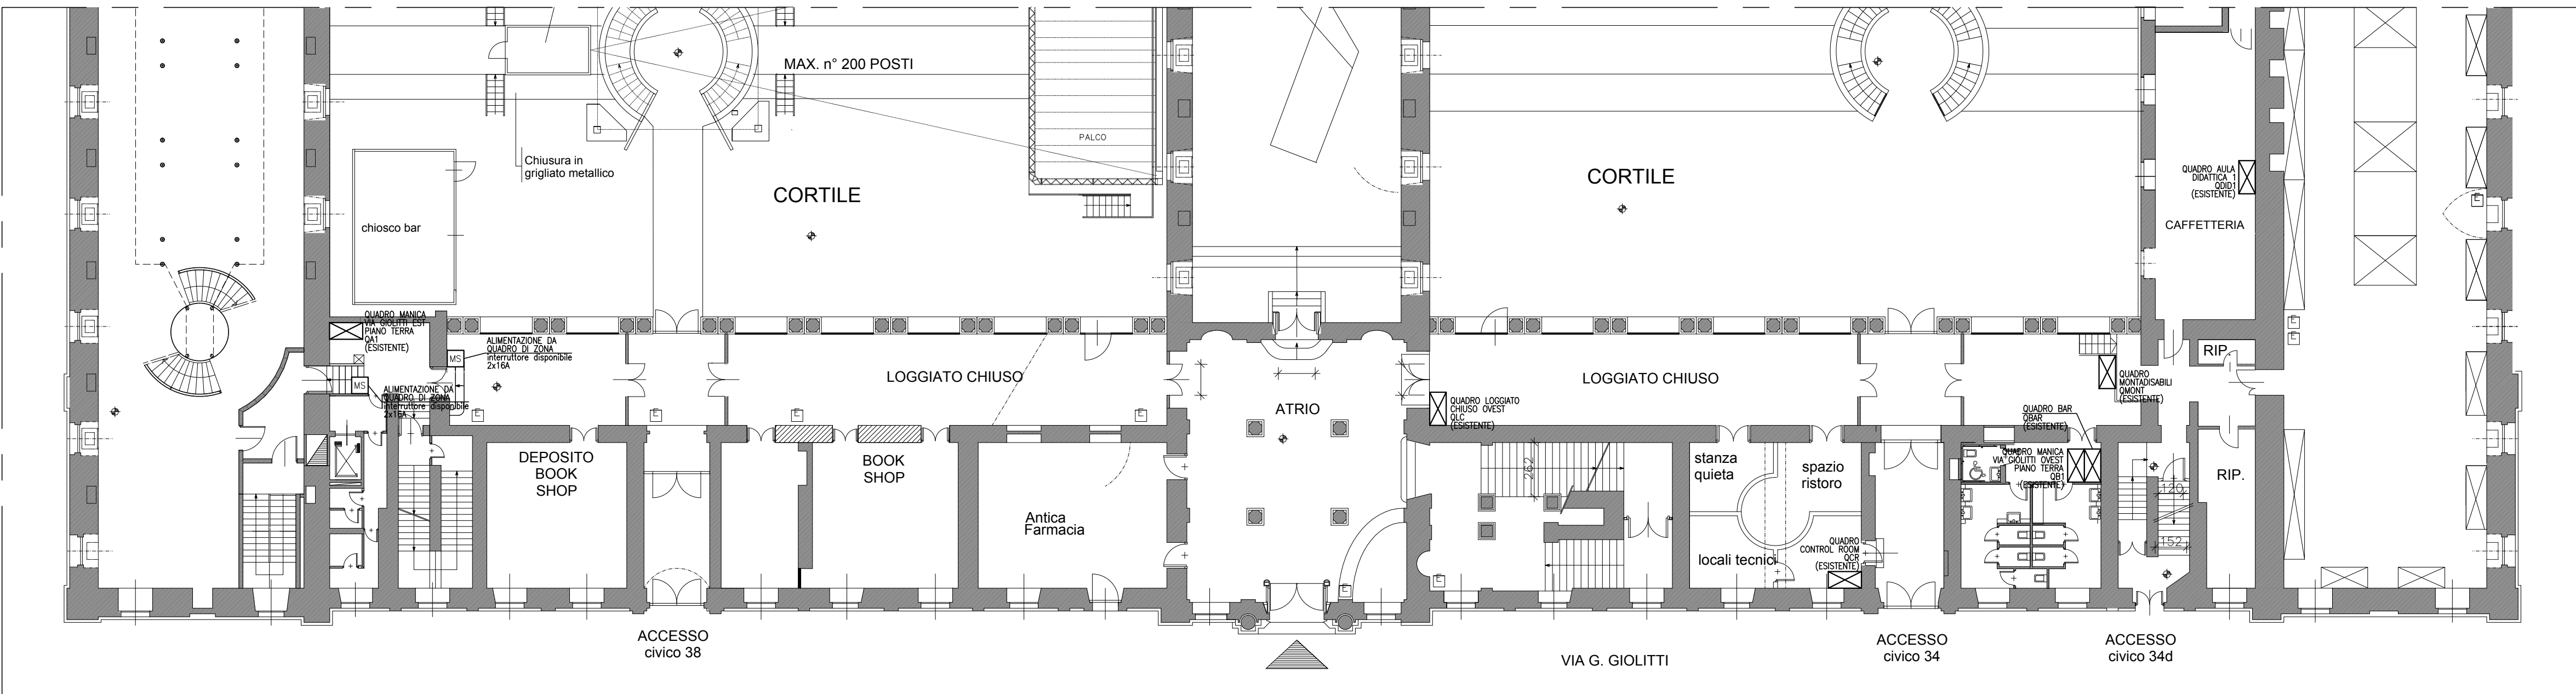 MAX. n° 200 POSTI
PALCO
Chiusura in
grigliato metallico
CORTILE
CORTILE
chiosco bar
QUADRO AULA
DIDATTICA 1
QDID1
(ESISTENTE)
CAFFETTERIA
E
QUADRO MANICA
VIA GIOLITTI EST
PIANO TERRA
QA1
(ESISTENTE)
MS
ALIMENTAZIONE DA
QUADRO DI ZONA
interruttore disponibile
2x16A
MS
ALIMENTAZIONE DA
QUADRO DI ZONA
interruttore disponibile
2x16A
E
E
E
E
E
LOGGIATO CHIUSO
ATRIO
LOGGIATO CHIUSO
QUADRO LOGGIATO
CHIUSO OVEST
QLC
(ESISTENTE)
RIP.
QUADRO
MONTADISABILI
QMONT
(ESISTENTE)
QUADRO BAR
QBAR
(ESISTENTE)
QUADRO MANICA
VIA GIOLITTI OVEST
PIANO TERRA
QB1
(ESISTENTE)
DEPOSITO
BOOK
SHOP
BOOK
SHOP
Antica
Farmacia
262
stanza
quieta
spazio
ristoro
locali tecnici
QUADRO
CONTROL ROOM
QCR
(ESISTENTE)
120
152
RIP.
E
E
ACCESSO
civico 38
VIA G. GIOLITTI
ACCESSO
civico 34
ACCESSO
civico 34d